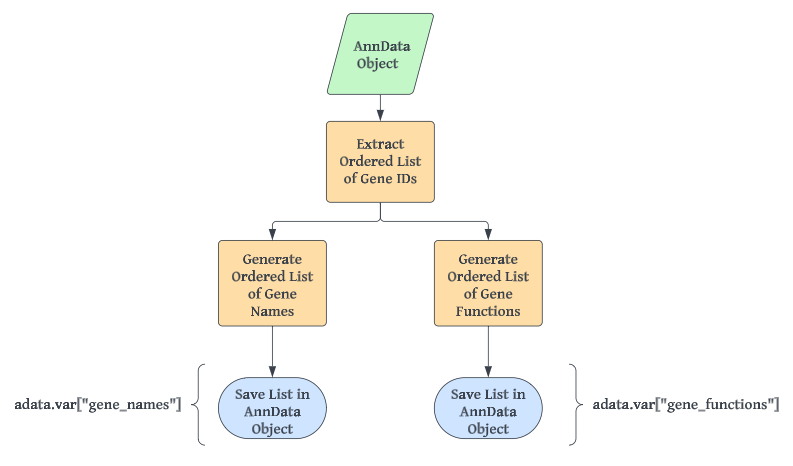 AnnData
Object
Extract
Ordered List
of Gene IDs
Generate
Ordered List
of Gene
Names
Generate
Ordered List
of Gene
Functions
adata.var["gene_names"]
Save List in
AnnData
Object
Save List in
AnnData
Object
adata.var["gene_functions"]